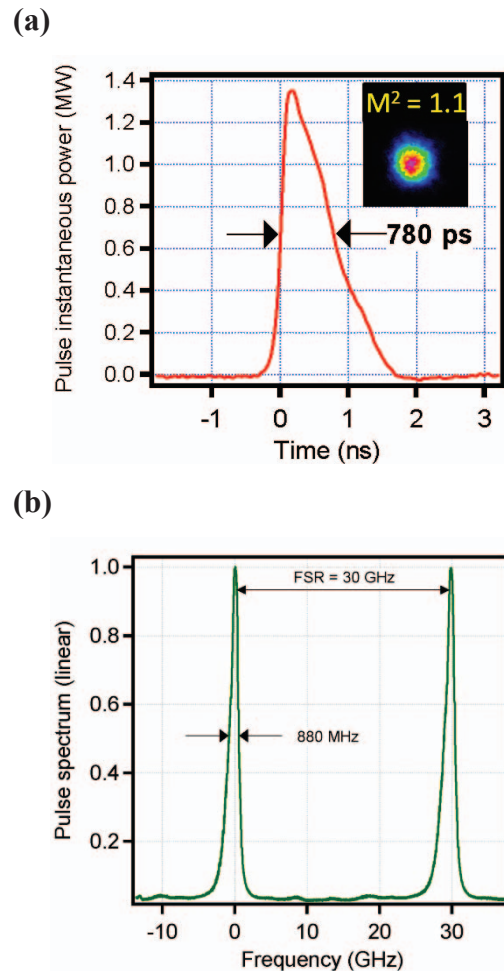 (a)
Pulse instantaneous power (MW)
1.4
1.2
1.0
0.8
0.6
0.4
0.2
0.0
M² = 1.1
780 ps
-1 0 1 2 3
Time (ns)
(b)
Pulse spectrum (linear)
1.0
0.8
0.6
0.4
0.2
FSR = 30 GHz
880 MHz
-10 0 10 20 30
Frequency (GHz)